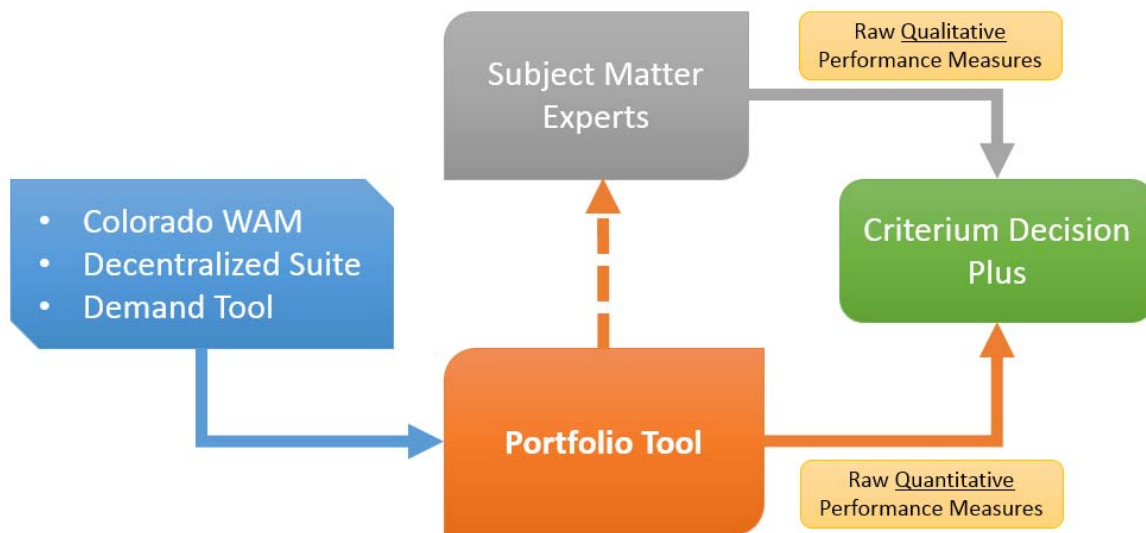 Raw Qualitative
Performance Measures
Subject Matter
Experts
• Colorado WAM
• Decentralized Suite
• Demand Tool
Criterium Decision
Plus
Portfolio Tool
Raw Quantitative
Performance Measures